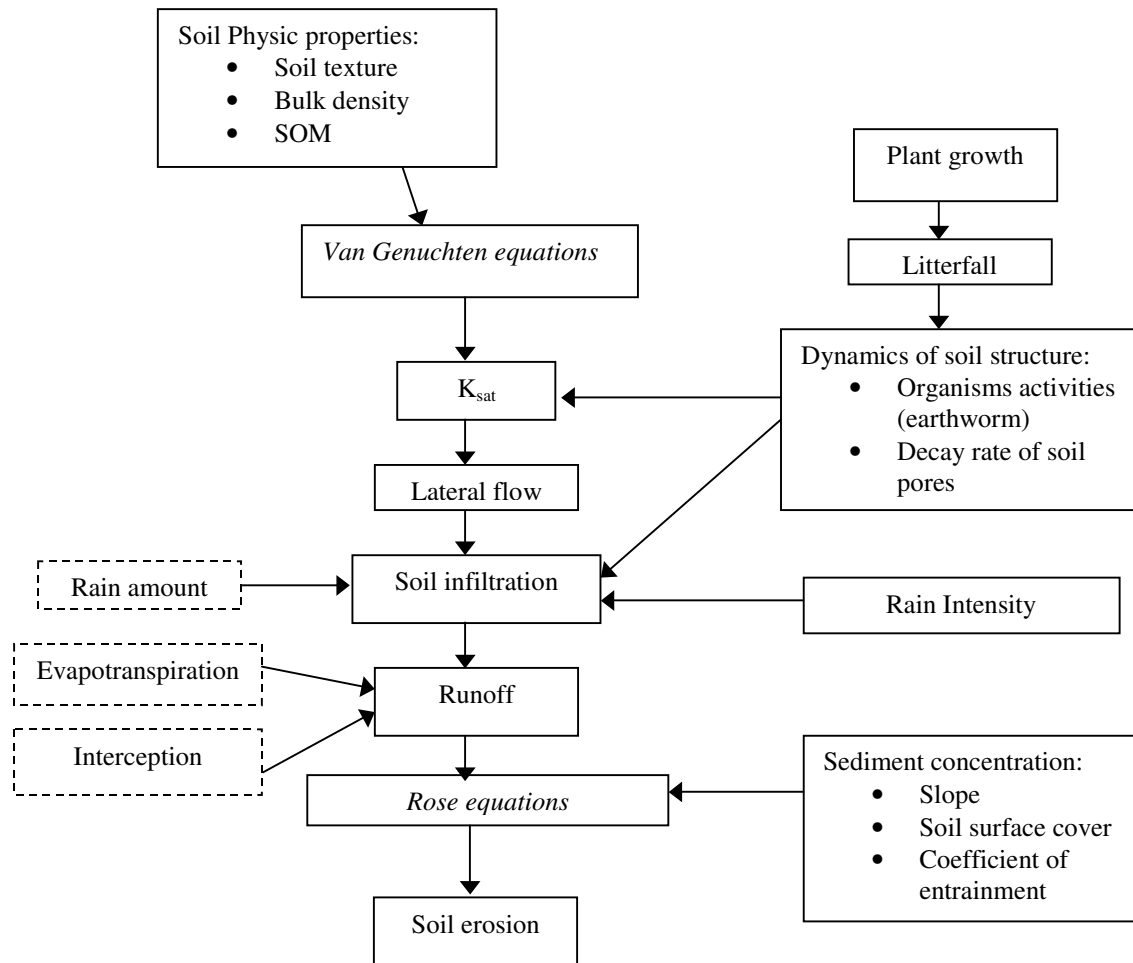 Soil Physic properties:
• Soil texture
• Bulk density
• SOM
Plant growth
Van Genuchten equations
Litterfall
Dynamics of soil structure:
• Organisms activities
(earthworm)
• Decay rate of soil
pores
Ksat
Lateral flow
Rain amount
Soil infiltration
Rain Intensity
Evapotranspiration
Runoff
Interception
Sediment concentration:
• Slope
• Soil surface cover
• Coefficient of
entrainment
Rose equations
Soil erosion